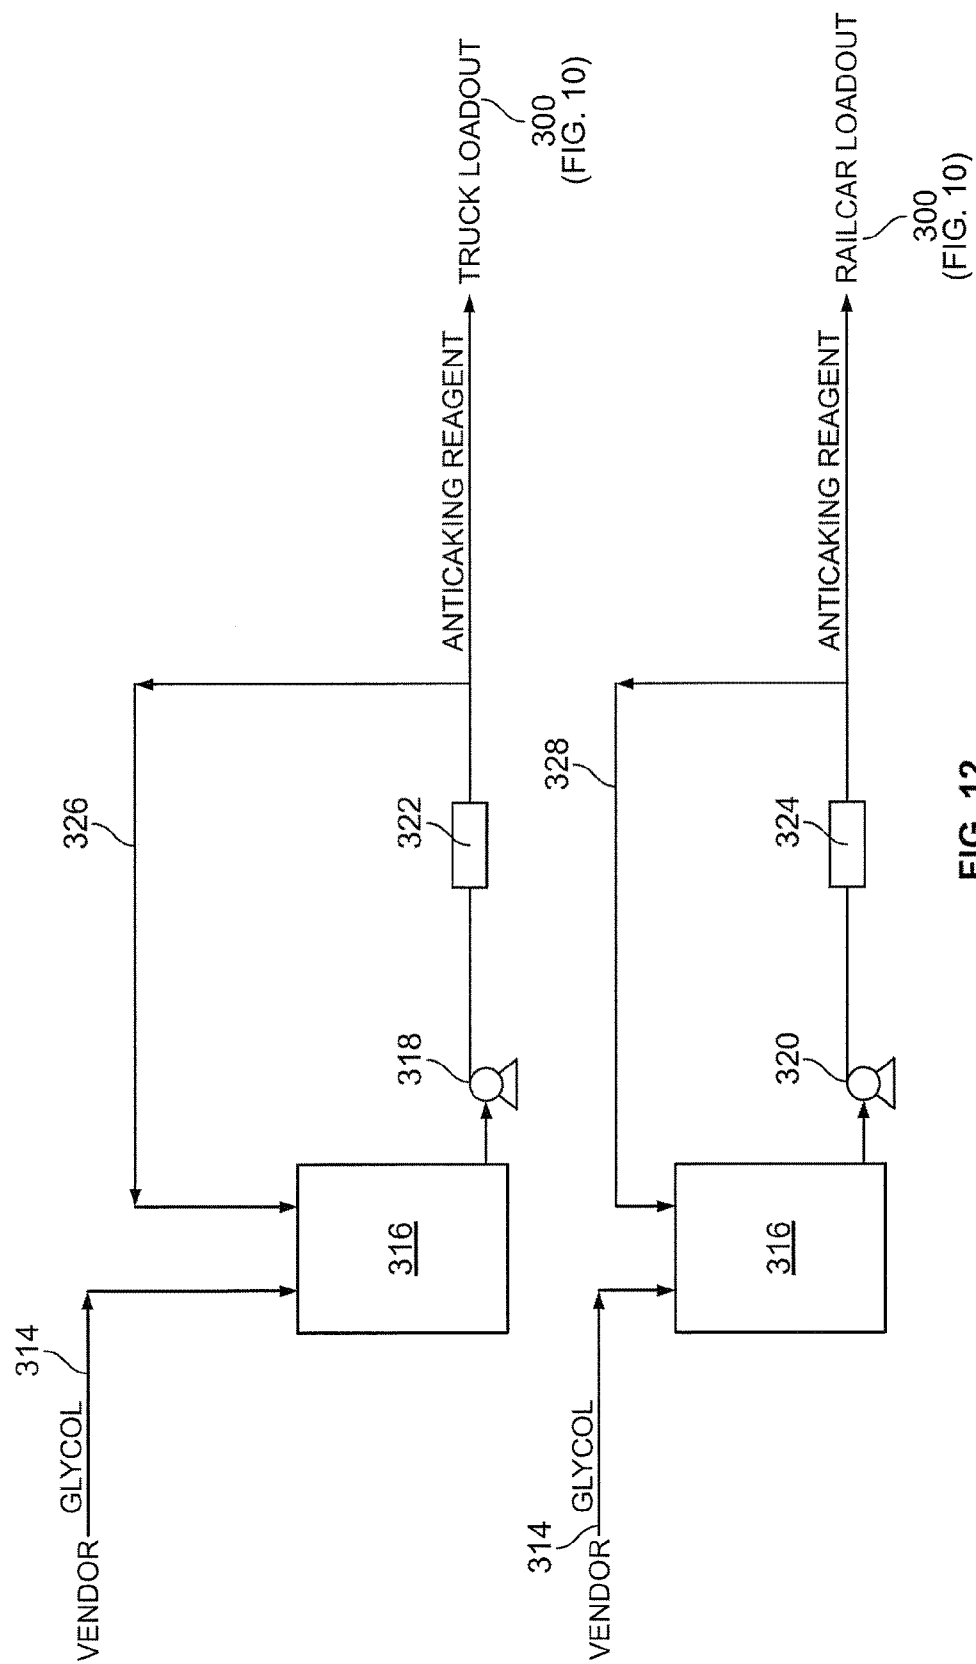 314
VENDOR GLYCOL
326
316
318
322
ANTICAKING REAGENT
TRUCK LOADOUT
300
(FIG. 10)
314
VENDOR GLYCOL
328
316
320
324
ANTICAKING REAGENT
RAILCAR LOADOUT
300
(FIG. 10)
FIG. 12